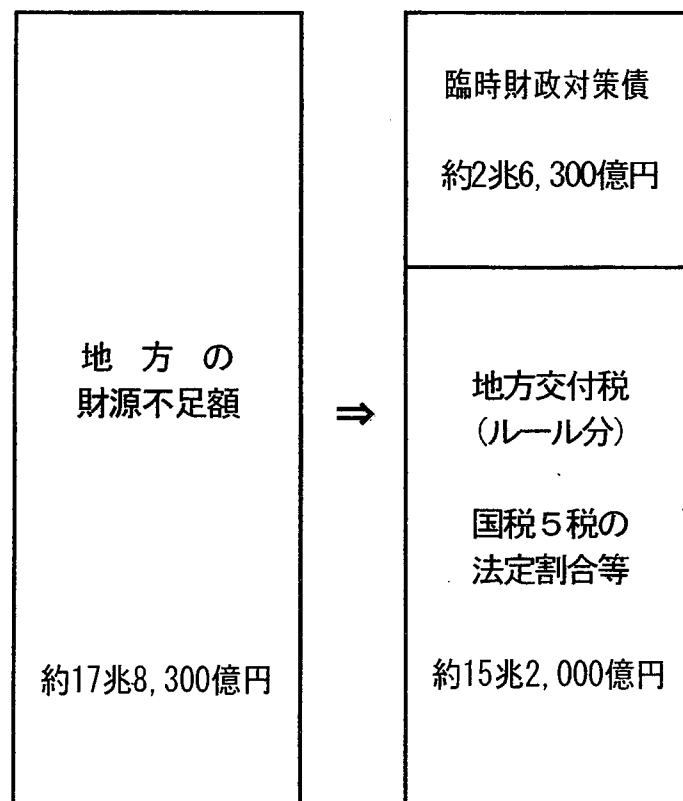 地方の
財源不足額
約17兆8,300億円
⇒
臨時財政対策債
約2兆6,300億円
地方交付税
(ルール分)
国税５税の
法定割合等
約15兆2,000億円